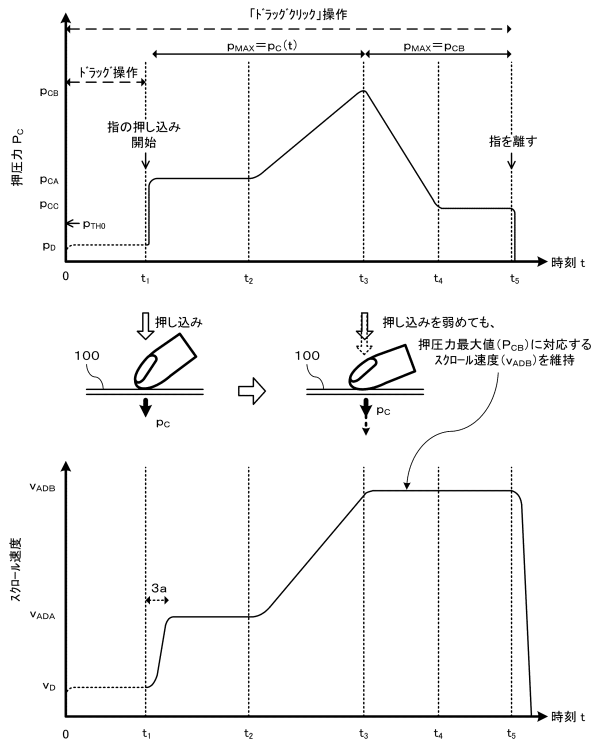 「ドラッグクリック」操作
pMAX=pC(t)
pMAX=pCB
ドラッグ操作
pCB
指の押し込み
開始
指を離す
押圧力 PC
pCA
pCC
pTH0
pD
時刻 t
0
t1
t2
t3
t4
t5
押し込み
押し込みを弱めても、
押圧力最大値(PCB)に対応する
スクロール速度(vADB)を維持
100
100
pC
pC
vADB
スクロール速度
3a
vADA
vD
時刻 t
0
t1
t2
t3
t4
t5